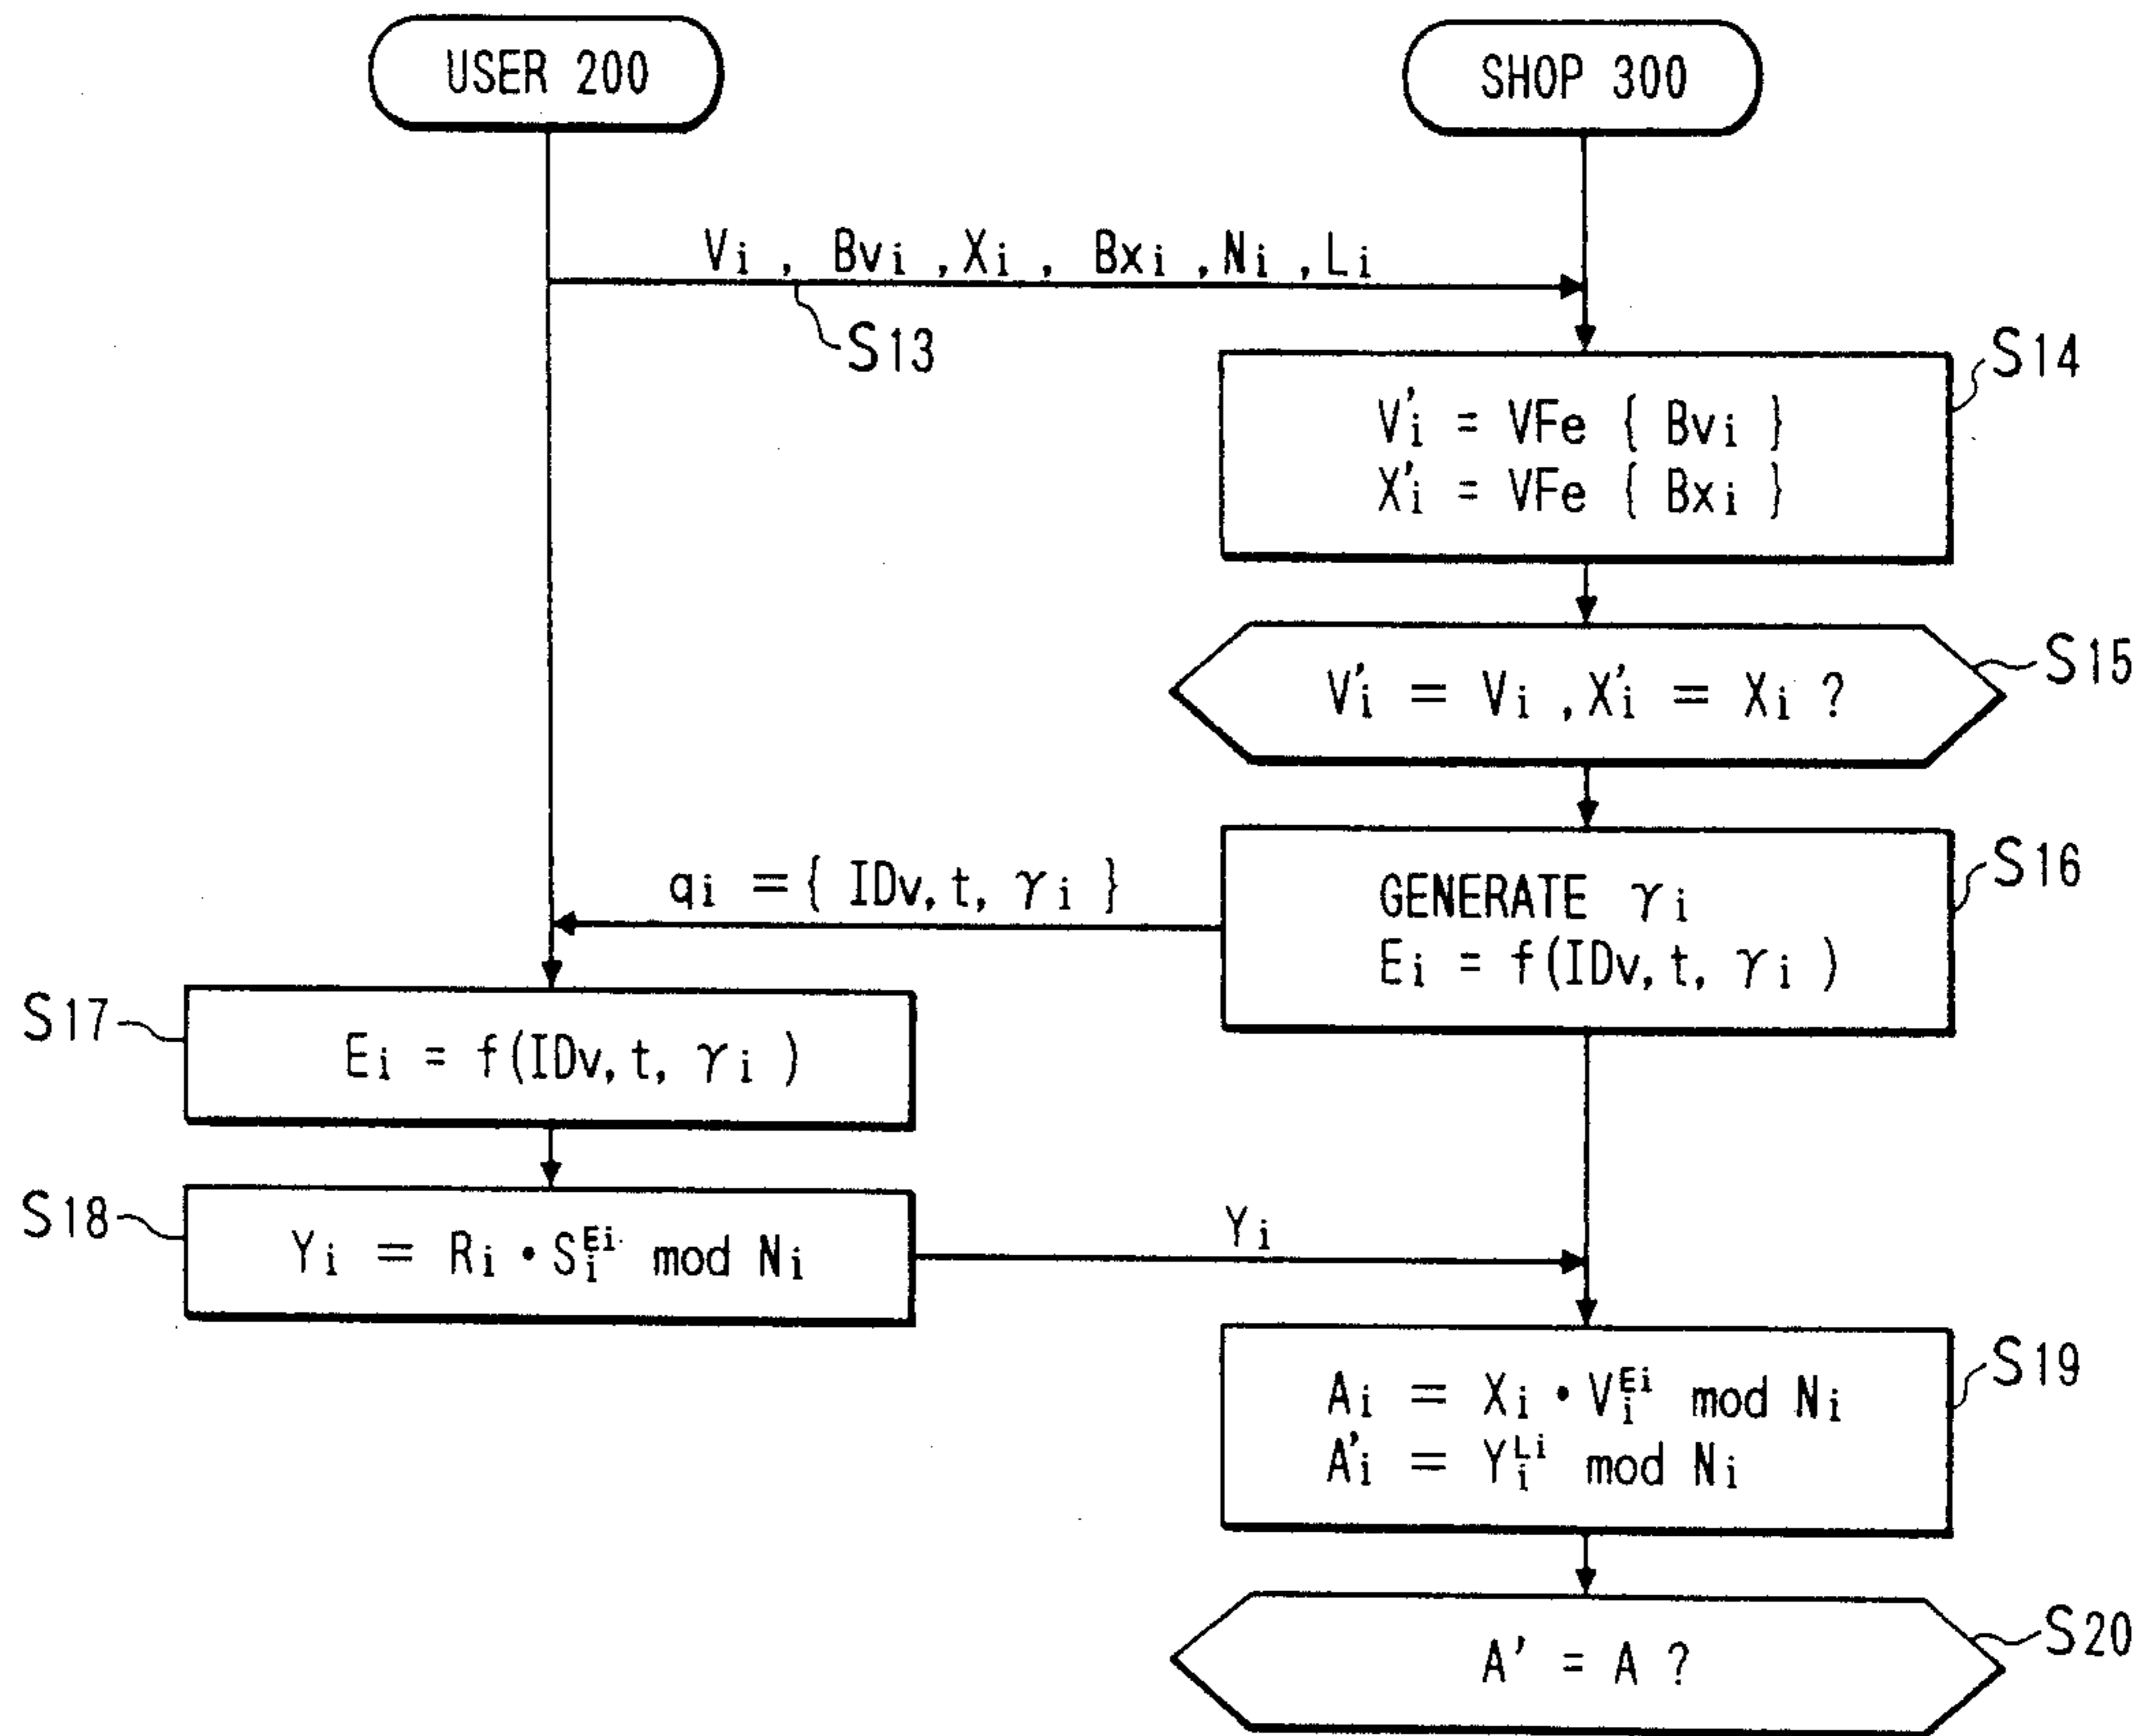 USER 200
SHOP 300
Vi , Bvi ,Xi , Bxi ,Ni ,Li
S13
S14
V'i = VFe { Bvi }
X'i = VFe { Bxi }
S15
V'i = Vi ,X'i = Xi ?
S16
qi ={ IDv, t, γi }
GENERATE γi
Ei = f(IDv, t, γi )
S17
Ei = f(IDv, t, γi )
S18
Yi = Ri • Si^Ei mod Ni
Yi
S19
Ai = Xi • Vi^Ei mod Ni
A'i = Yi^Li mod Ni
S20
A' = A ?